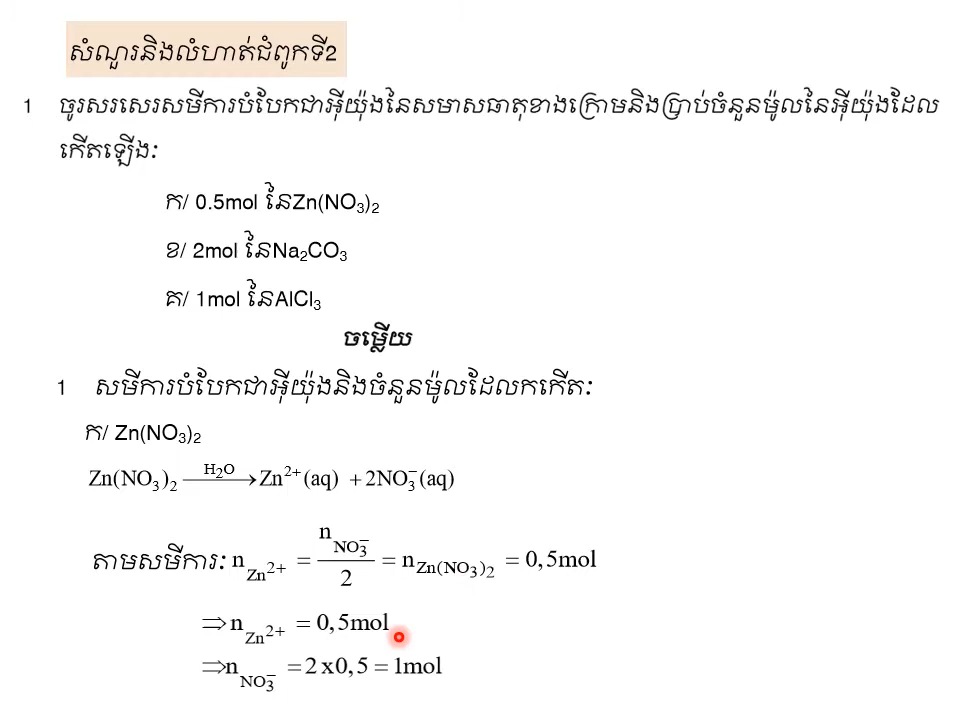 សំណួរនិងលំហាត់ជំពូកទី2
1 ចូរសរសេរសមីការបំបែកជាអ៊ីយ៉ុងនៃសមាសធាតុខាងក្រោមនិងប្រាប់ចំនួនម៉ូលនៃអ៊ីយ៉ុងដែល
កើតឡើង:
ក/ 0.5mol នៃZn(NO₃)₂
ខ/ 2mol នៃNa₂CO₃
គ/ 1mol នៃAlCl₃
ចម្លើយ
1 សមីការបំបែកជាអ៊ីយ៉ុងនិងចំនួនម៉ូលដែលកកើត:
ក/ Zn(NO₃)₂
Zn(NO₃)₂ —H₂O→ Zn²⁺(aq) + 2NO₃⁻(aq)
តាមសមីការ: n_Zn²⁺ = n_NO₃⁻/2 = n_Zn(NO₃)₂ = 0,5mol
⇒ n_Zn²⁺ = 0,5mol
⇒ n_NO₃⁻ = 2 x0,5 = 1mol